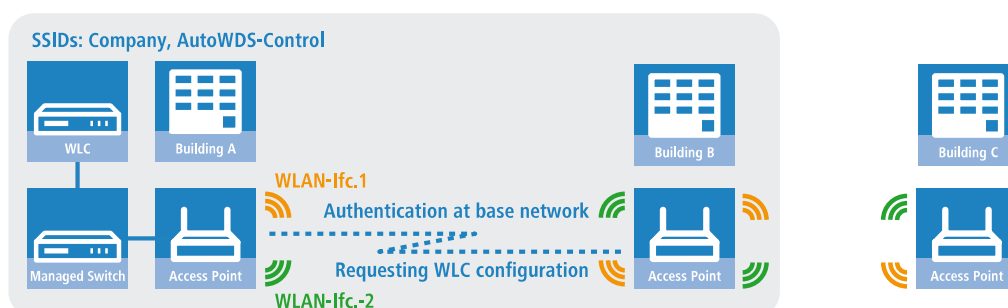 SSIDs: Company, AutoWDS-Control
WLC
Building A
Building B
Building C
WLAN-Ifc.1
Authentication at base network
Requesting WLC configuration
Managed Switch
Access Point
Access Point
Access Point
WLAN-Ifc.-2